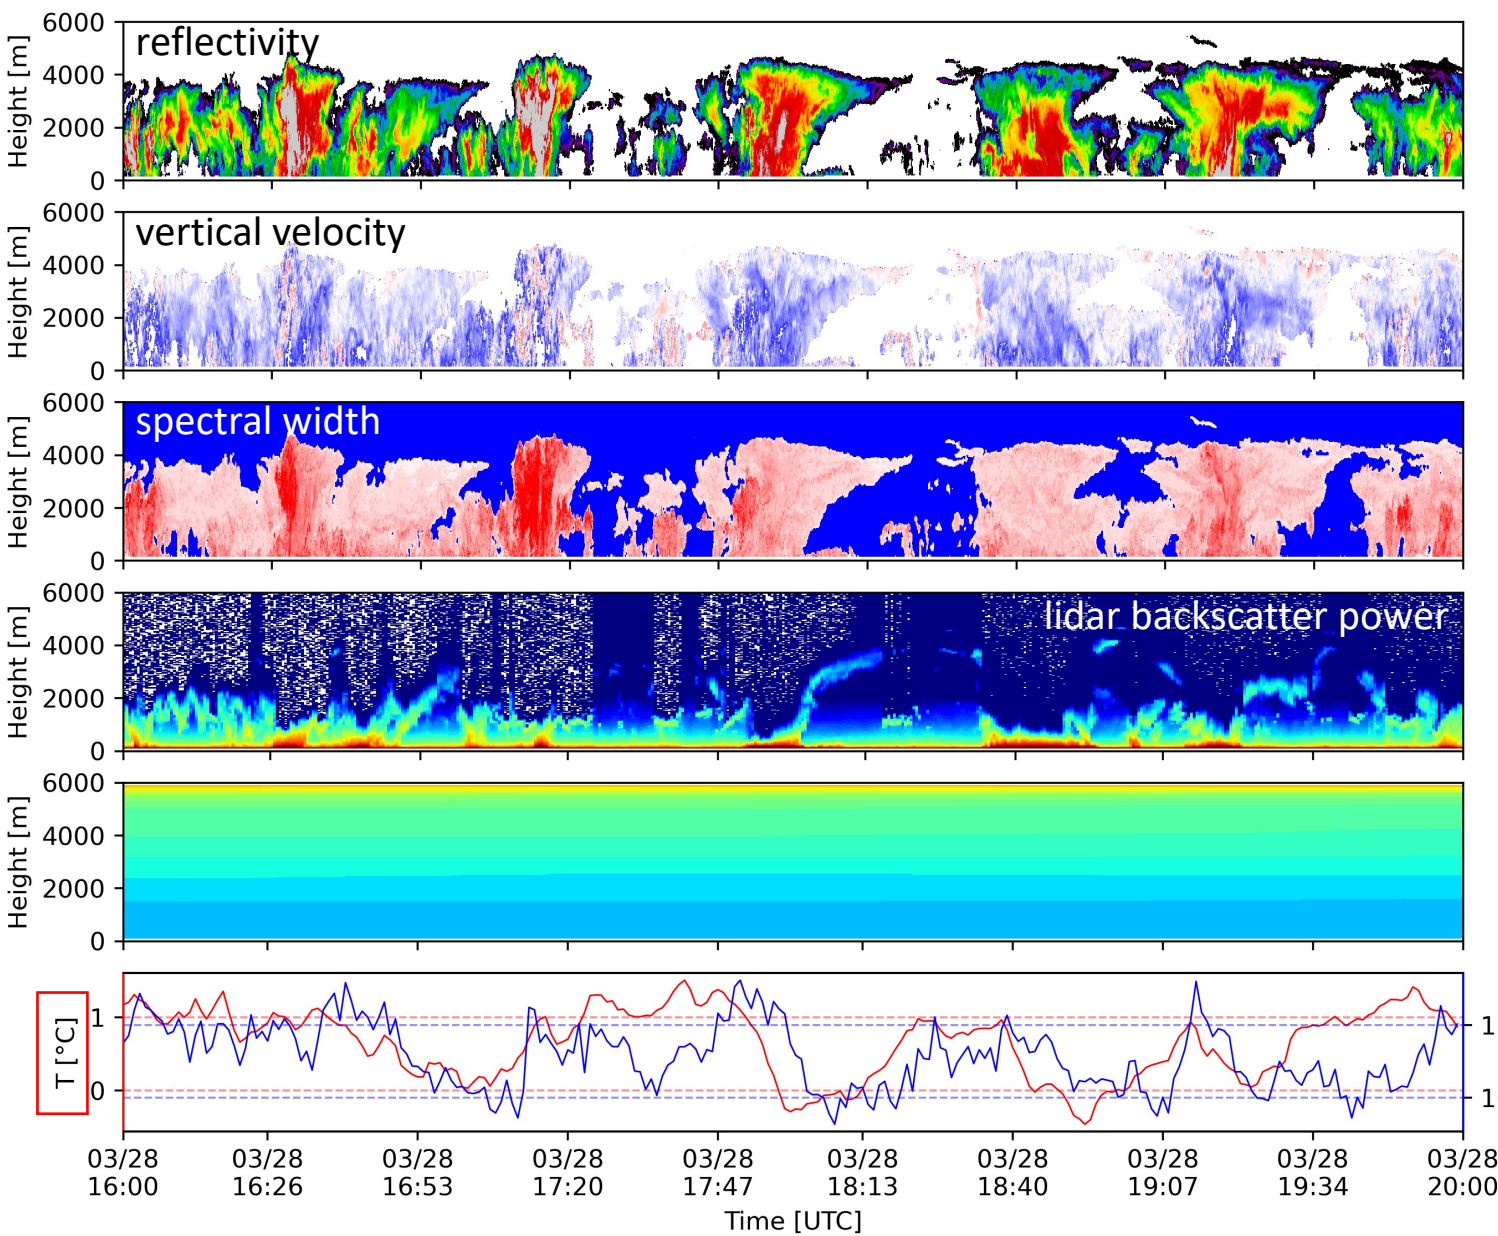 6000
4000
2000
0
Height [m]
reflectivity
6000
4000
2000
0
Height [m]
vertical velocity
6000
4000
2000
0
Height [m]
spectral width
6000
4000
2000
0
Height [m]
lidar backscatter power
6000
4000
2000
0
Height [m]
T [°C]
1
0
1
1
03/28 03/28 03/28 03/28 03/28 03/28 03/28 03/28 03/28 03/28
16:00 16:26 16:53 17:20 17:47 18:13 18:40 19:07 19:34 20:00
Time [UTC]